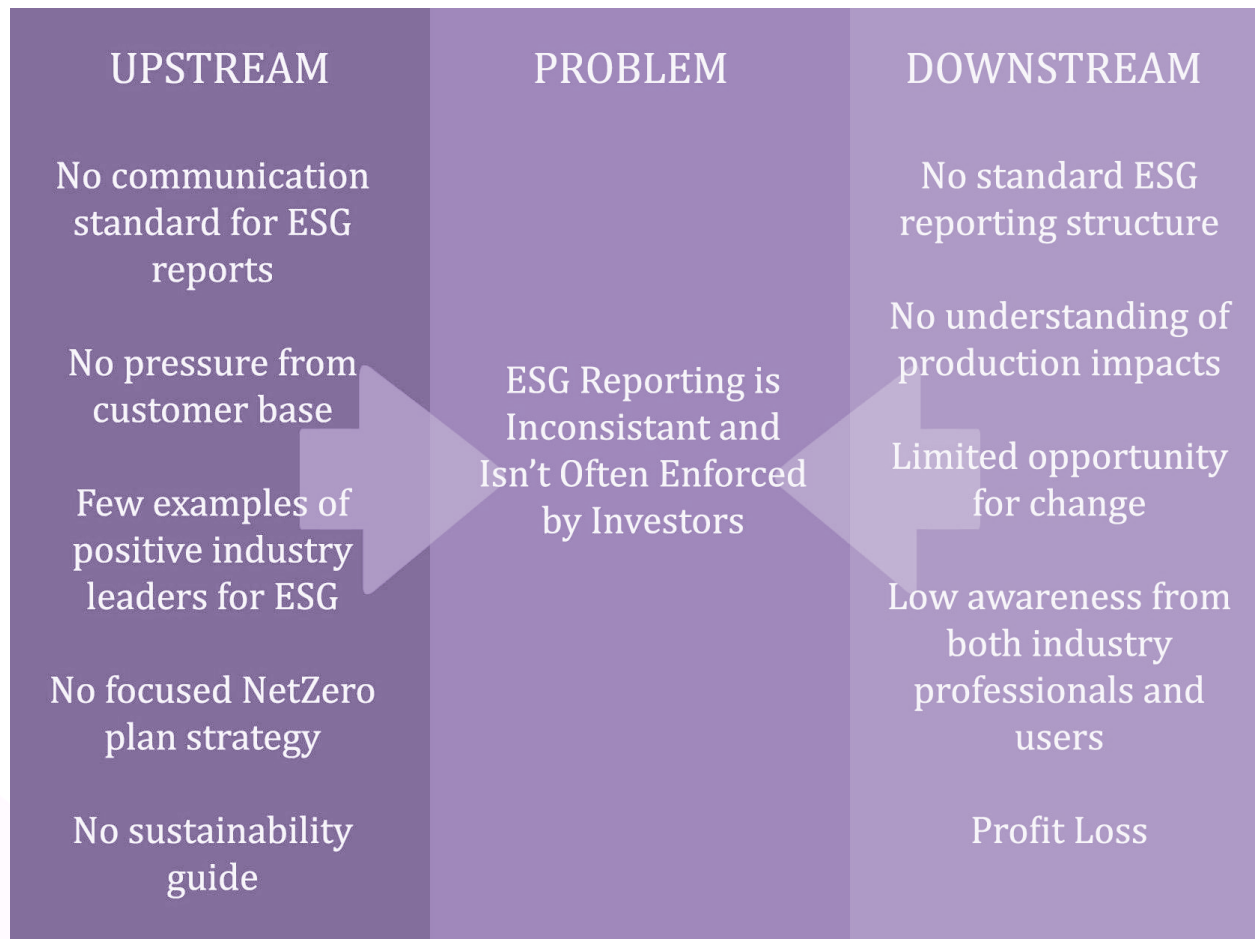 UPSTREAM
No communication
standard for ESG
reports
No pressure from
customer base
Few examples of
positive industry
leaders for ESG
No focused NetZero
plan strategy
No sustainability
guide
PROBLEM
ESG Reporting is
Inconsistant and
Isn’t Often Enforced
by Investors
DOWNSTREAM
No standard ESG
reporting structure
No understanding of
production impacts
Limited opportunity
for change
Low awareness from
both industry
professionals and
users
Profit Loss